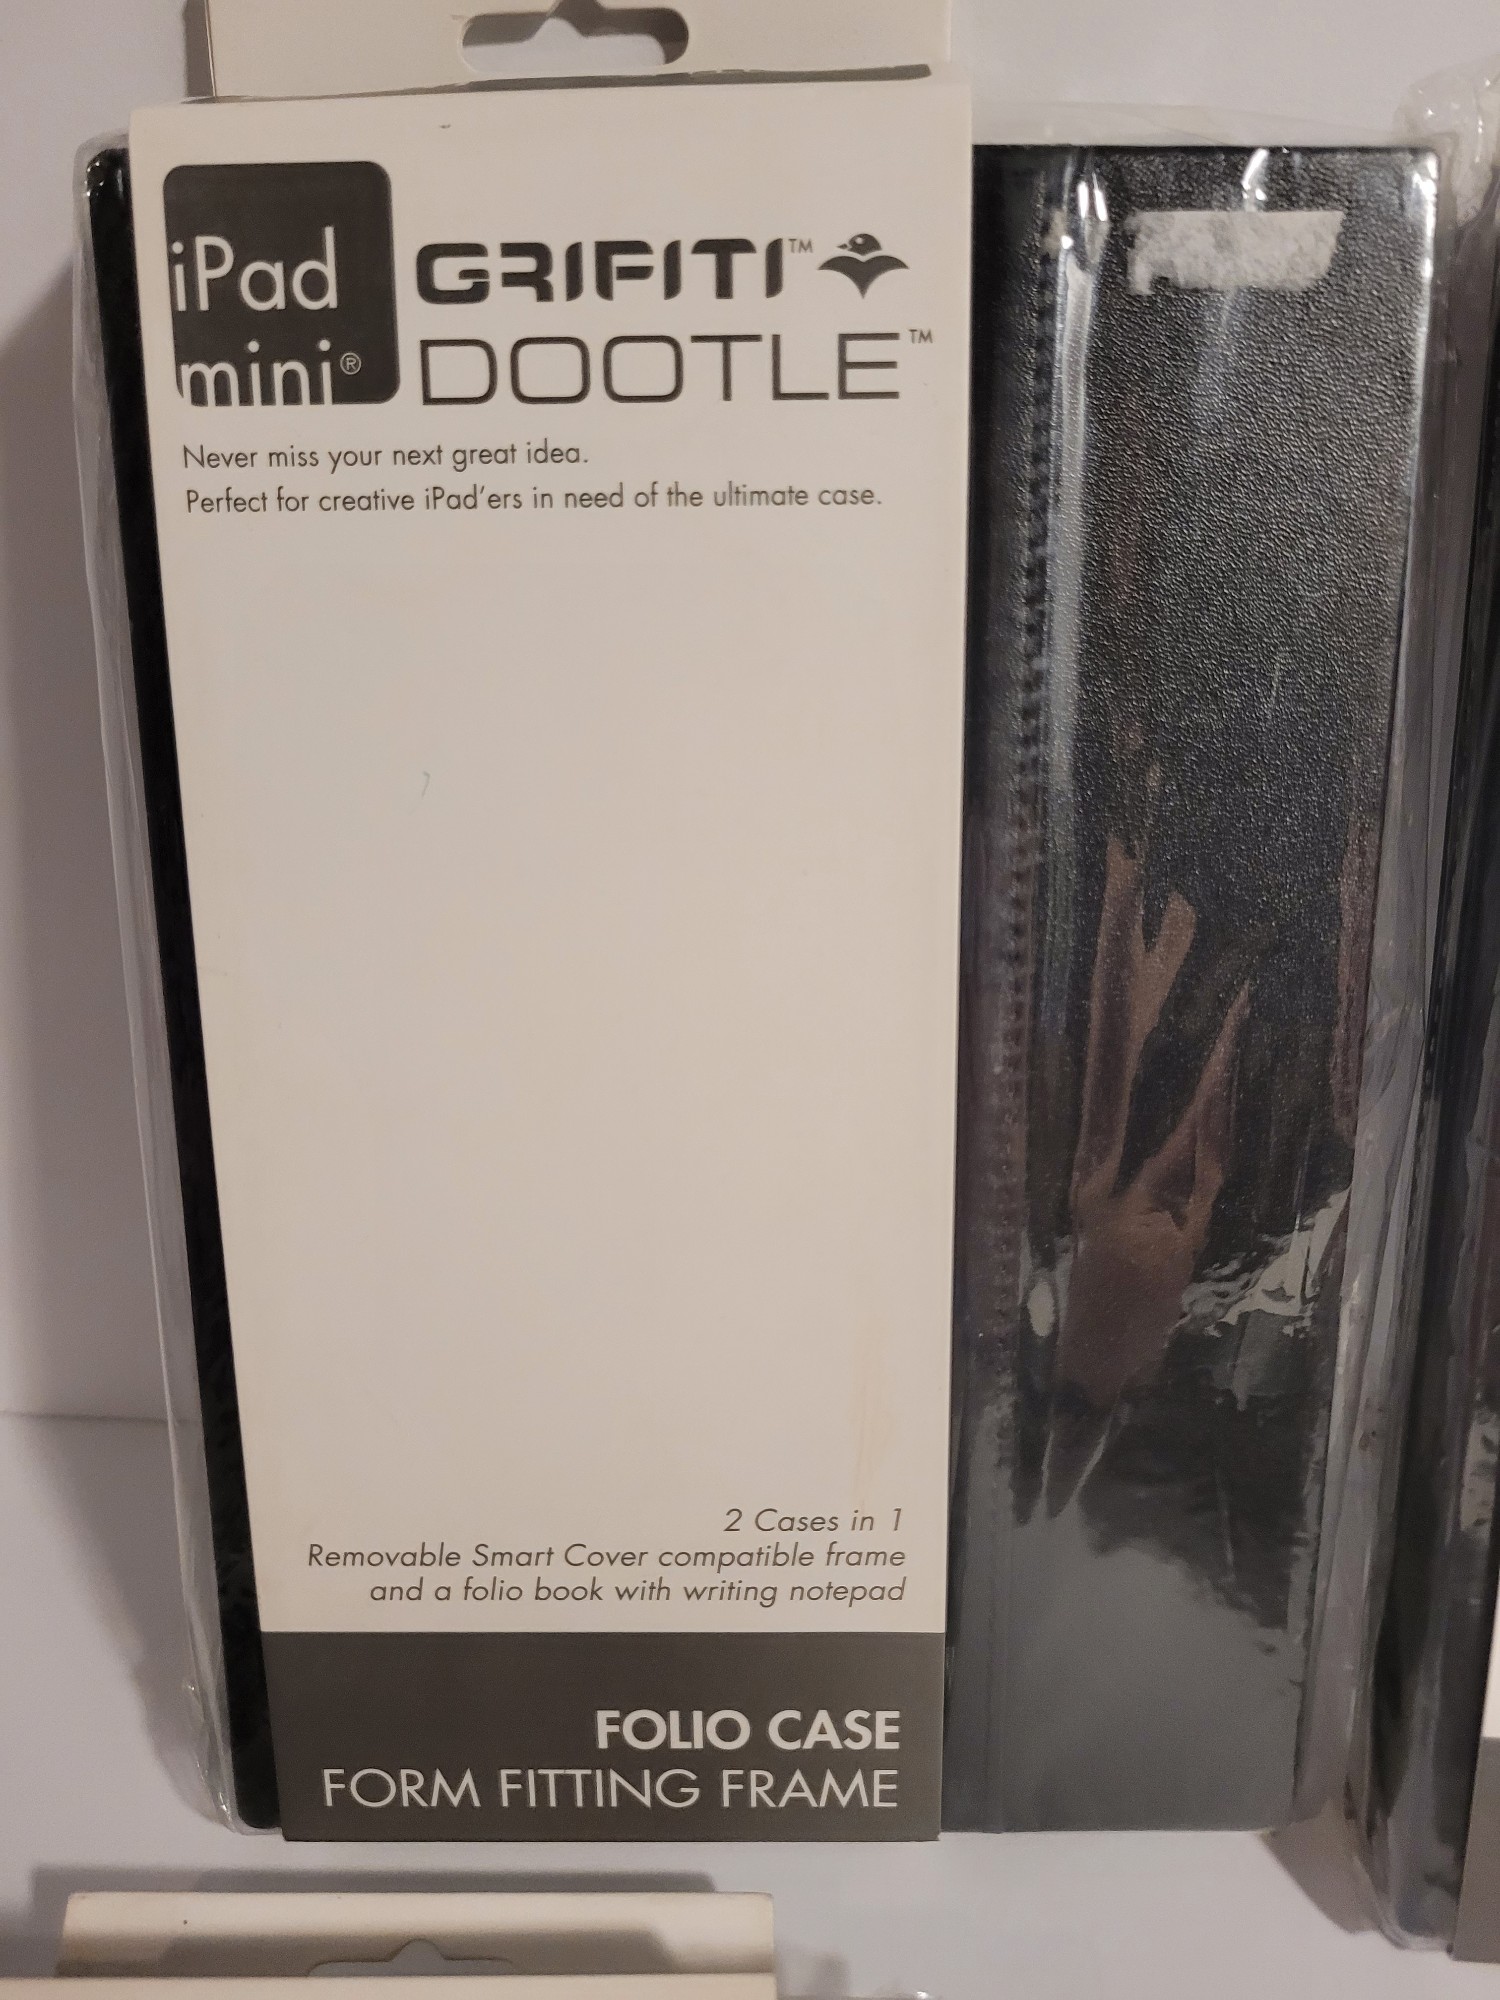 iPad
mini®
GRIFITI™
DOOTLE™
Never miss your next great idea.
Perfect for creative iPad'ers in need of the ultimate case.
2 Cases in 1
Removable Smart Cover compatible frame
and a folio book with writing notepad
FOLIO CASE
FORM FITTING FRAME